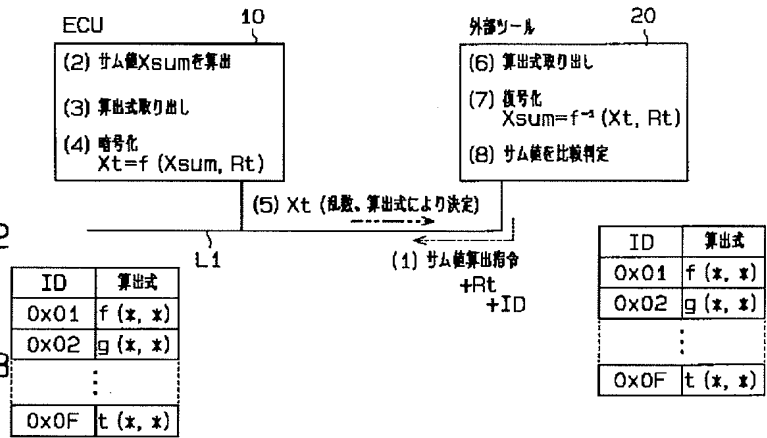 ECU
10
(2) サム値Xsumを算出
(3) 算出式取り出し
(4) 暗号化
Xt=f (Xsum, Rt)
外部ツール
20
(6) 算出式取り出し
(7) 復号化
Xsum=f⁻¹ (Xt, Rt)
(8) サム値を比較判定
(5) Xt (乱数、算出式により決定)
L1
(1) サム値算出指令
+Rt
+ID
ID 算出式
0x01 f (*, *)
0x02 g (*, *)
⋮
0x0F t (*, *)
ID 算出式
0x01 f (*, *)
0x02 g (*, *)
⋮
0x0F t (*, *)